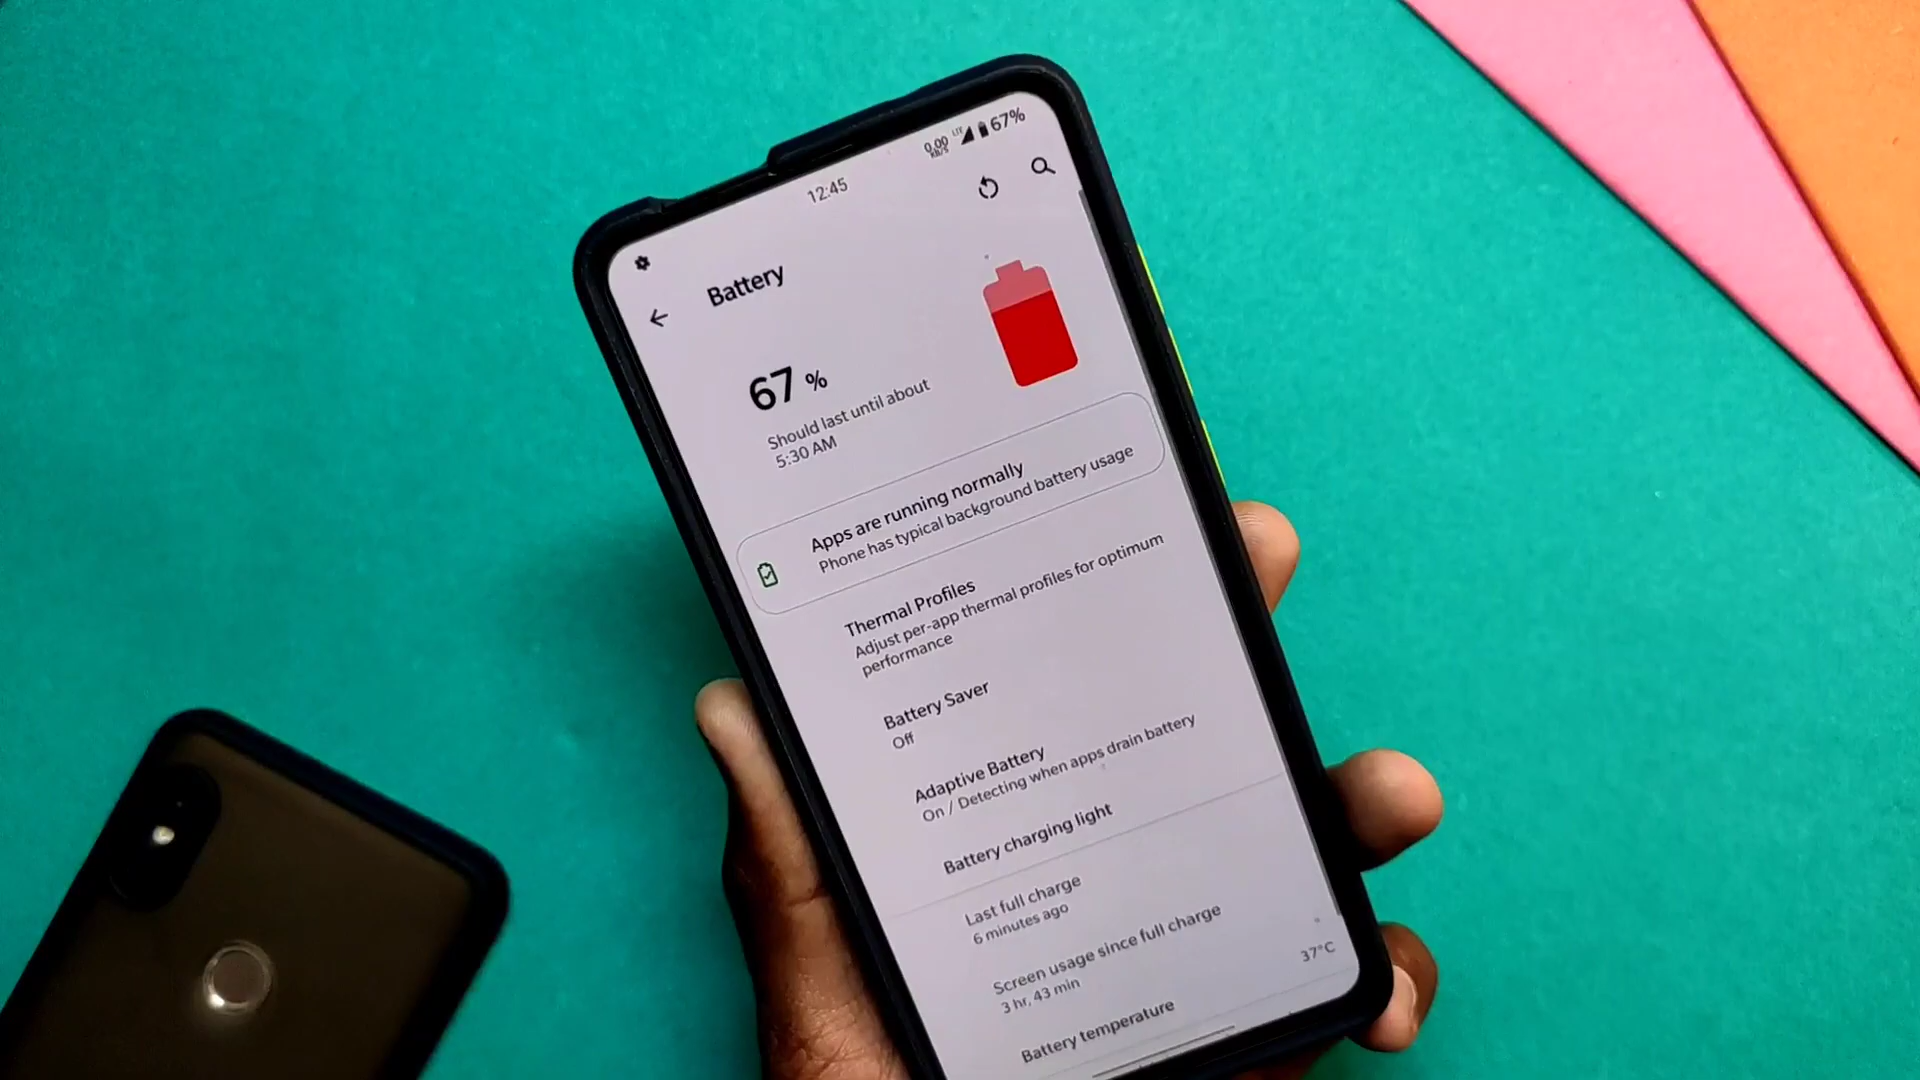 12:45
0.00
KB/S
LTE
67%
Battery
67 %
Should last until about
5:30 AM
Apps are running normally
Phone has typical background battery usage
Thermal Profiles
Adjust per-app thermal profiles for optimum
performance
Battery Saver
Off
Adaptive Battery
On / Detecting when apps drain battery
Battery charging light
Last full charge
6 minutes ago
Screen usage since full charge
3 hr, 43 min
Battery temperature
37°C